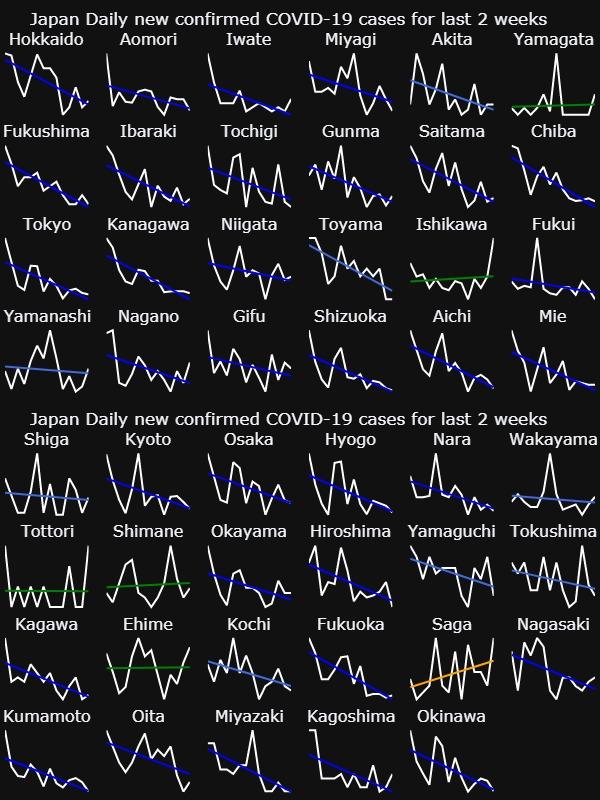 Japan Daily new confirmed COVID-19 cases for last 2 weeks
Hokkaido Aomori Iwate Miyagi Akita Yamagata
Fukushima Ibaraki Tochigi Gunma Saitama Chiba
Tokyo Kanagawa Niigata Toyama Ishikawa Fukui
Yamanashi Nagano Gifu Shizuoka Aichi Mie
Japan Daily new confirmed COVID-19 cases for last 2 weeks
Shiga Kyoto Osaka Hyogo Nara Wakayama
Tottori Shimane Okayama Hiroshima Yamaguchi Tokushima
Kagawa Ehime Kochi Fukuoka Saga Nagasaki
Kumamoto Oita Miyazaki Kagoshima Okinawa